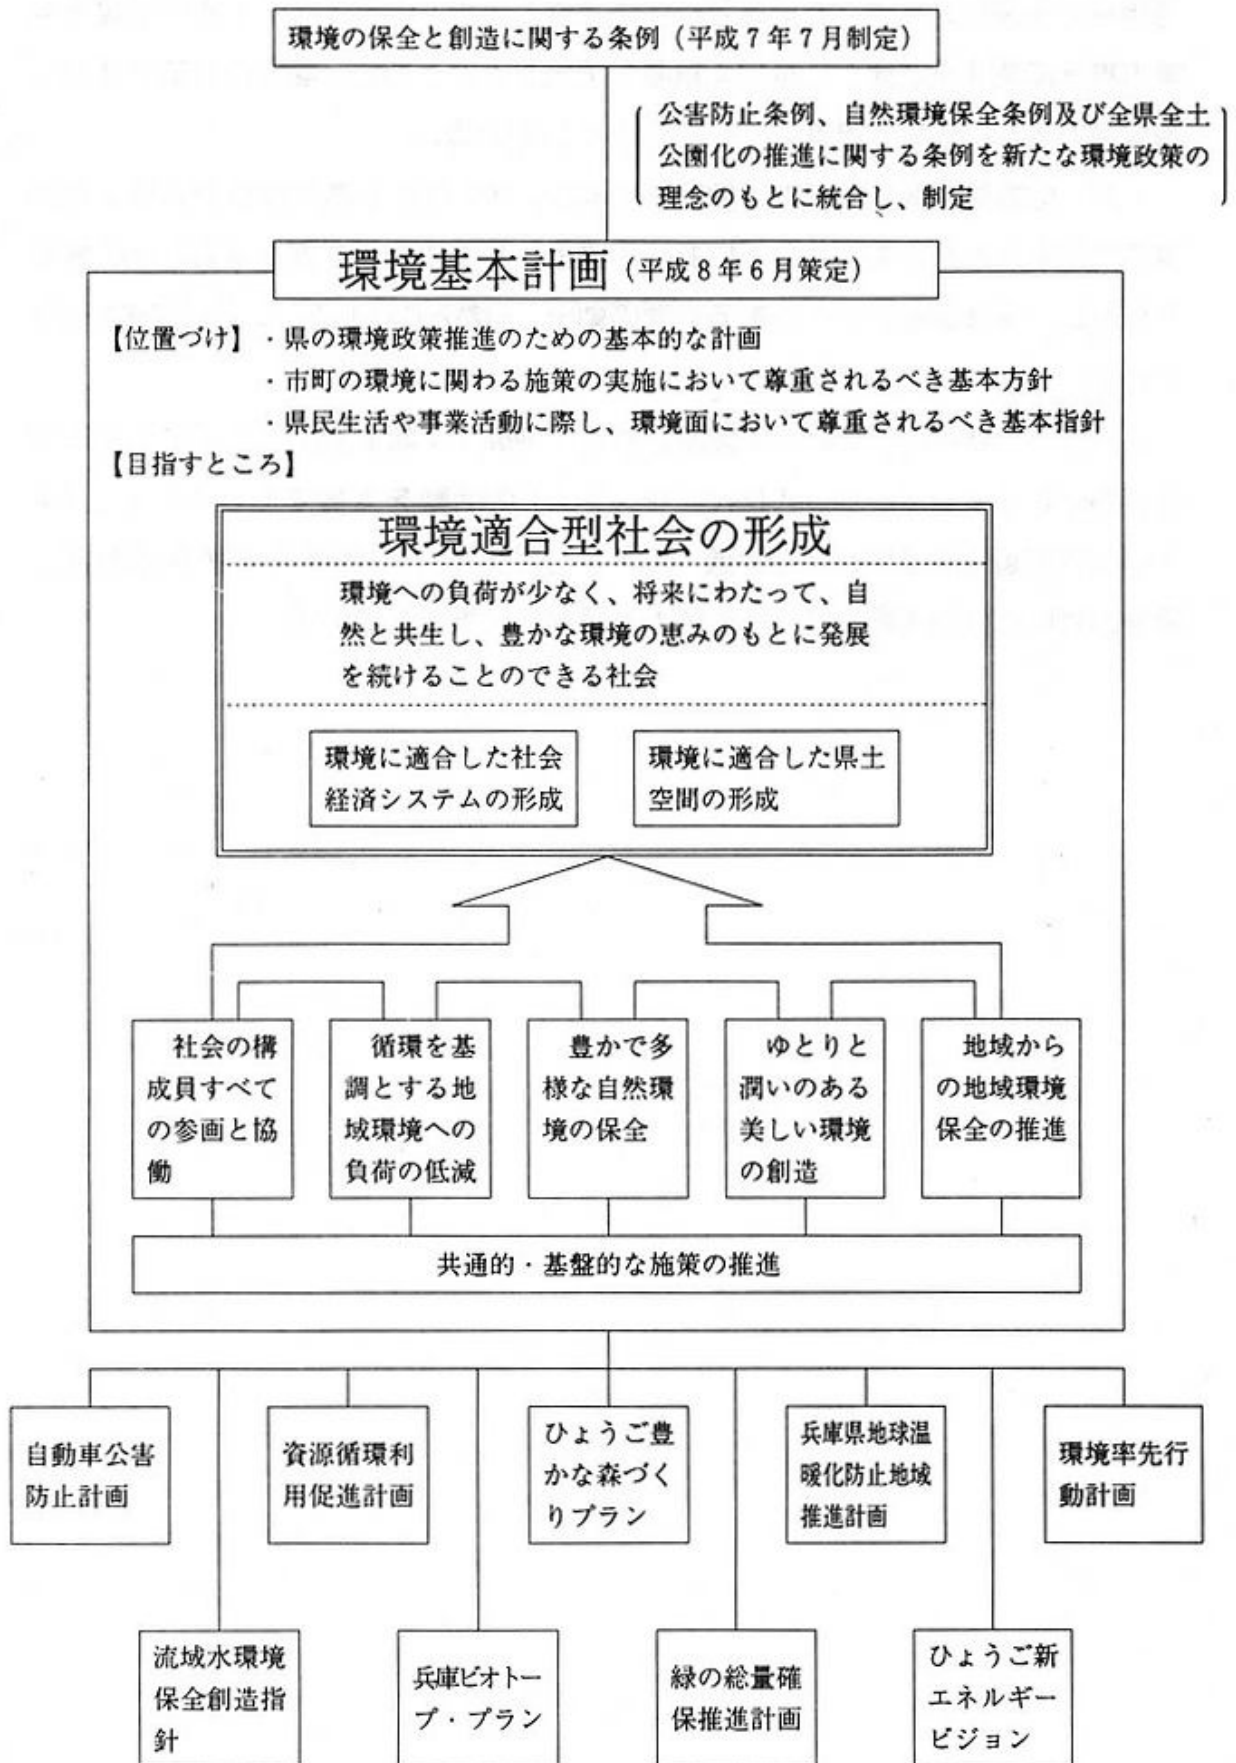 環境の保全と創造に関する条例（平成７年７月制定）
公害防止条例、自然環境保全条例及び全県全土
公園化の推進に関する条例を新たな環境政策の
理念のもとに統合し、制定
環境基本計画（平成８年６月策定）
【位置づけ】・県の環境政策推進のための基本的な計画
・市町の環境に関わる施策の実施において尊重されるべき基本方針
・県民生活や事業活動に際し、環境面において尊重されるべき基本指針
【目指すところ】
環境適合型社会の形成
環境への負荷が少なく、将来にわたって、自
然と共生し、豊かな環境の恵みのもとに発展
を続けることのできる社会
環境に適合した社会
経済システムの形成
環境に適合した県土
空間の形成
社会の構
成員すべて
の参画と協
働
循環を基
調とする地
域環境への
負荷の低減
豊かで多
様な自然環
境の保全
ゆとりと
潤いのある
美しい環境
の創造
地域から
の地域環境
保全の推進
共通的・基盤的な施策の推進
自動車公害
防止計画
資源循環利
用促進計画
ひょうご豊
かな森づく
りプラン
兵庫県地球温
暖化防止地域
推進計画
環境率先行
動計画
流域水環境
保全創造指
針
兵庫ビオトー
プ・プラン
緑の総量確
保推進計画
ひょうご新
エネルギー
ビジョン